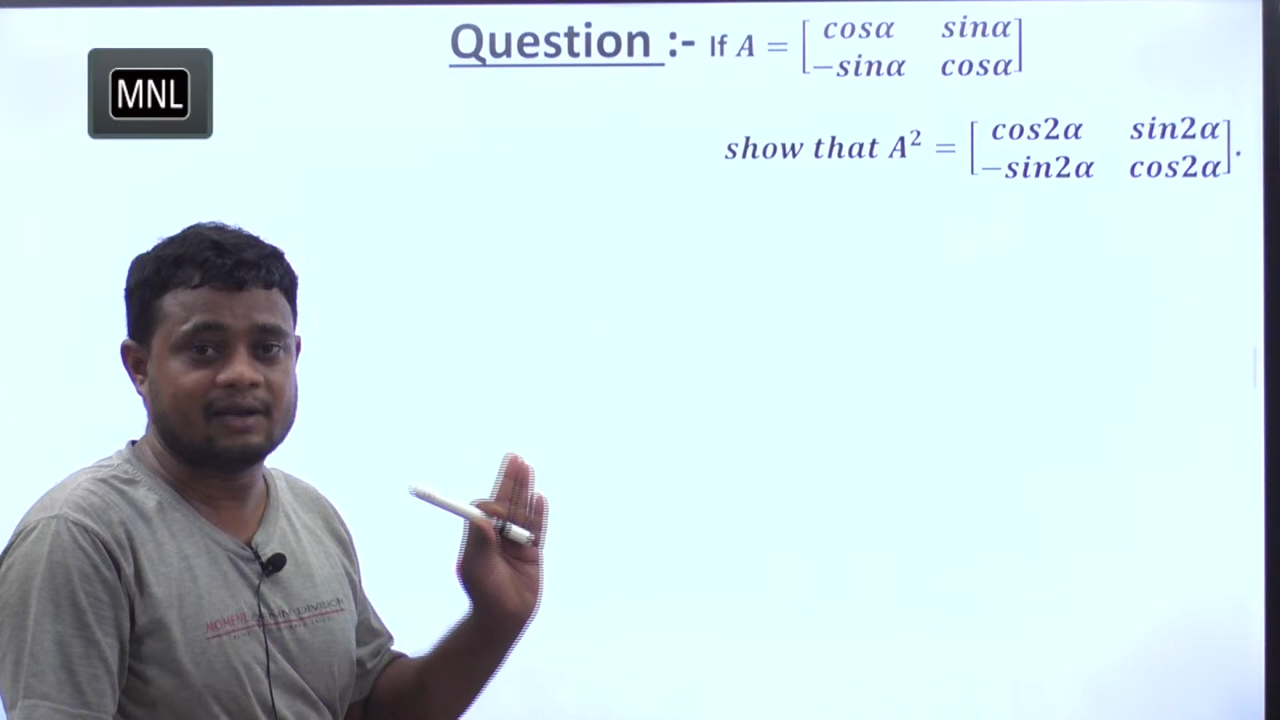 MNL
Question :- If A = [cosα sinα
−sinα cosα]
show that A² = [cos2α sin2α
−sin2α cos2α].